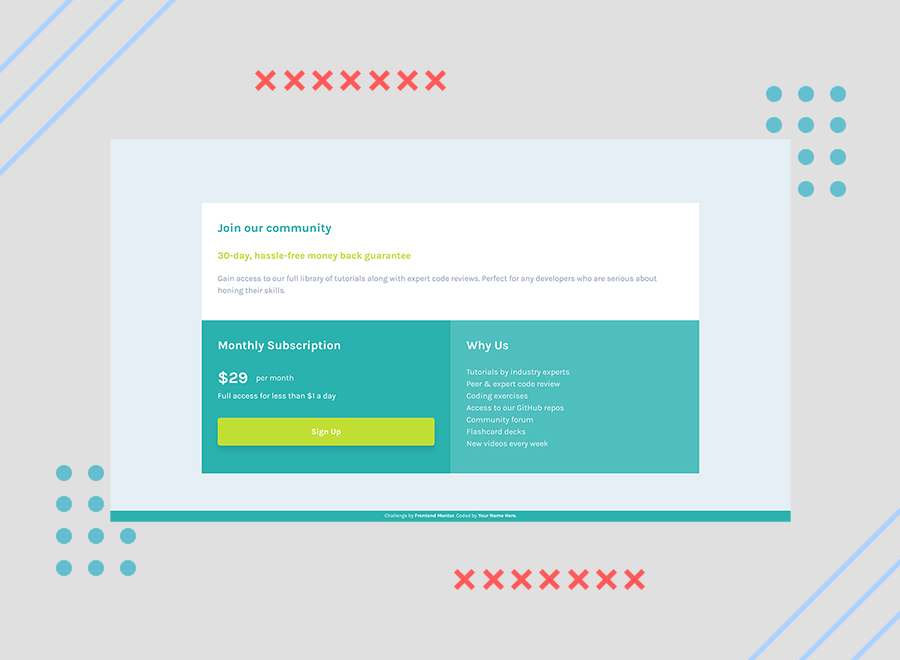 Join our community
30-day, hassle-free money back guarantee
Gain access to our full library of tutorials along with expert code reviews. Perfect for any developers who are serious about
honing their skills.
Monthly Subscription
$29 per month
Full access for less than $1 a day
Sign Up
Why Us
Tutorials by industry experts
Peer & expert code review
Coding exercises
Access to our GitHub repos
Community forum
Flashcard decks
New videos every week
Challenge by Frontend Mentor. Coded by Your Name Here.